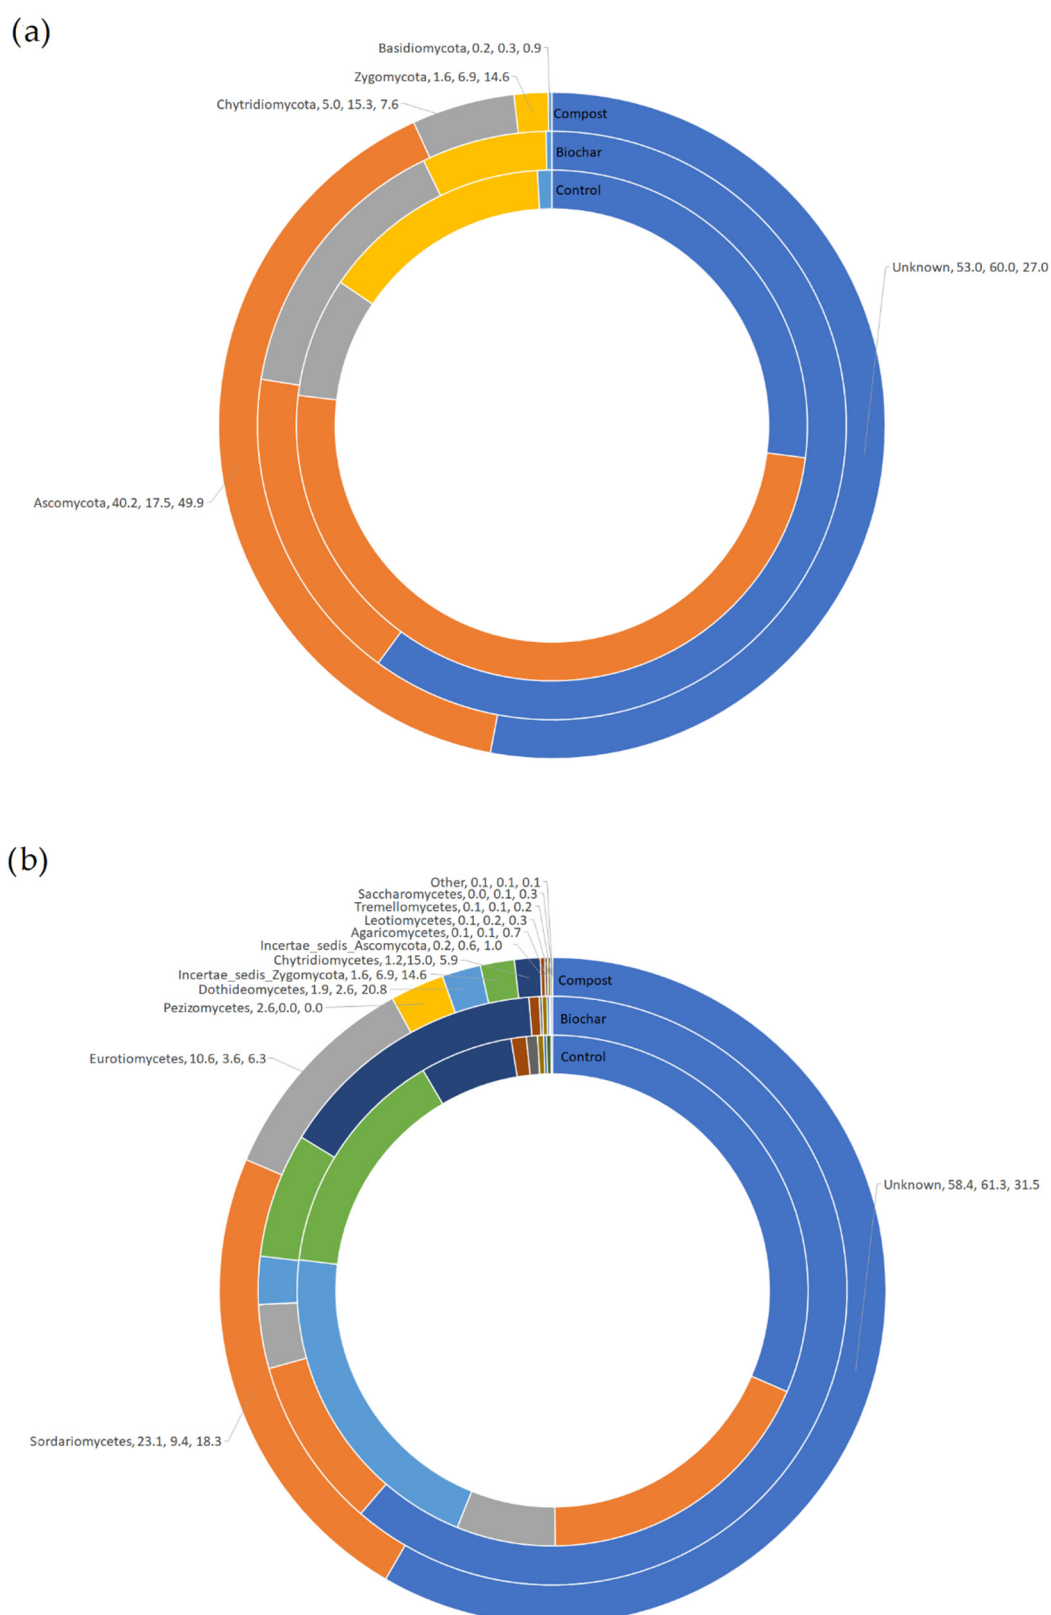 (a)
Basidiomycota, 0.2, 0.3, 0.9
Zygomycota, 1.6, 6.9, 14.6
Chytridiomycota, 5.0, 15.3, 7.6
Compost
Biochar
Control
Unknown, 53.0, 60.0, 27.0
Ascomycota, 40.2, 17.5, 49.9
(b)
Other, 0.1, 0.1, 0.1
Saccharomycetes, 0.0, 0.1, 0.3
Tremellomycetes, 0.1, 0.1, 0.2
Leotiomycetes, 0.1, 0.2, 0.3
Agaricomycetes, 0.1, 0.1, 0.7
Incertae_sedis_Ascomycota, 0.2, 0.6, 1.0
Chytridiomycetes, 1.2,15.0, 5.9
Incertae_sedis_Zygomycota, 1.6, 6.9, 14.6
Dothideomycetes, 1.9, 2.6, 20.8
Pezizomycetes, 2.6,0.0, 0.0
Compost
Biochar
Control
Eurotiomycetes, 10.6, 3.6, 6.3
Unknown, 58.4, 61.3, 31.5
Sordariomycetes, 23.1, 9.4, 18.3